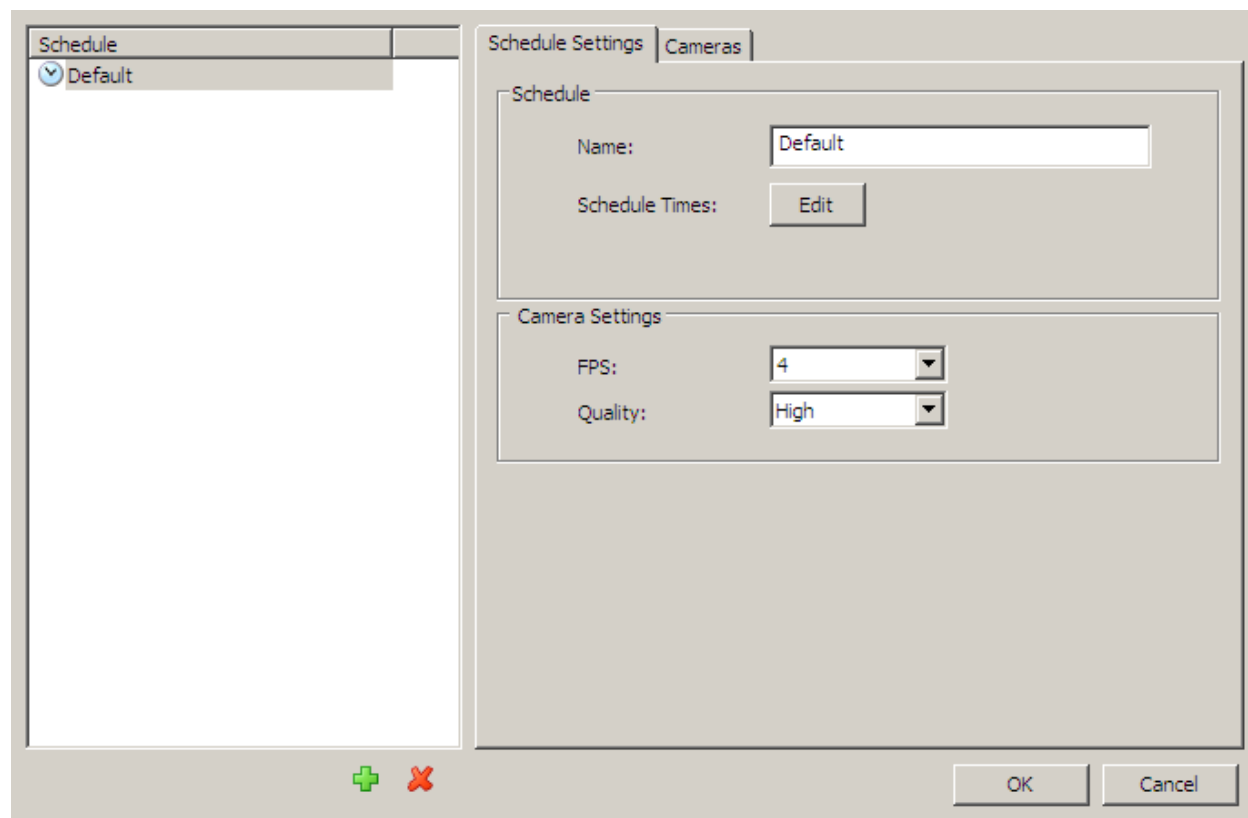 Schedule
Default
Schedule Settings
Cameras
Schedule
Name:
Default
Schedule Times:
Edit
Camera Settings
FPS:
4
Quality:
High
OK
Cancel